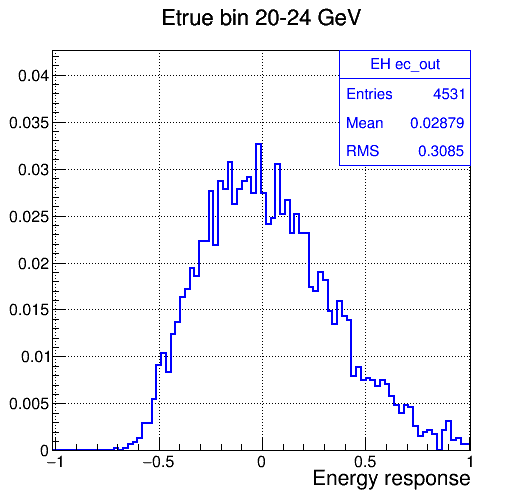 Etrue bin 20-24 GeV
EH ec_out
Entries 4531
Mean 0.02879
RMS 0.3085
0.04
0.035
0.03
0.025
0.02
0.015
0.01
0.005
0
−1 −0.5 0 0.5 1
Energy response